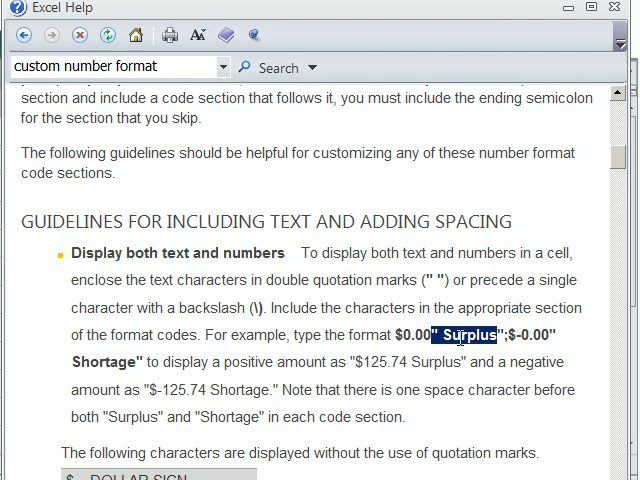 Excel Help
custom number format
Search
section and include a code section that follows it, you must include the ending semicolon
for the section that you skip.
The following guidelines should be helpful for customizing any of these number format
code sections.
GUIDELINES FOR INCLUDING TEXT AND ADDING SPACING
Display both text and numbers To display both text and numbers in a cell,
enclose the text characters in double quotation marks (" ") or precede a single
character with a backslash (\). Include the characters in the appropriate section
of the format codes. For example, type the format $0.00" Surplus";$-0.00"
Shortage" to display a positive amount as "$125.74 Surplus" and a negative
amount as "$-125.74 Shortage." Note that there is one space character before
both "Surplus" and "Shortage" in each code section.
The following characters are displayed without the use of quotation marks.
$ DOLLAR SIGN